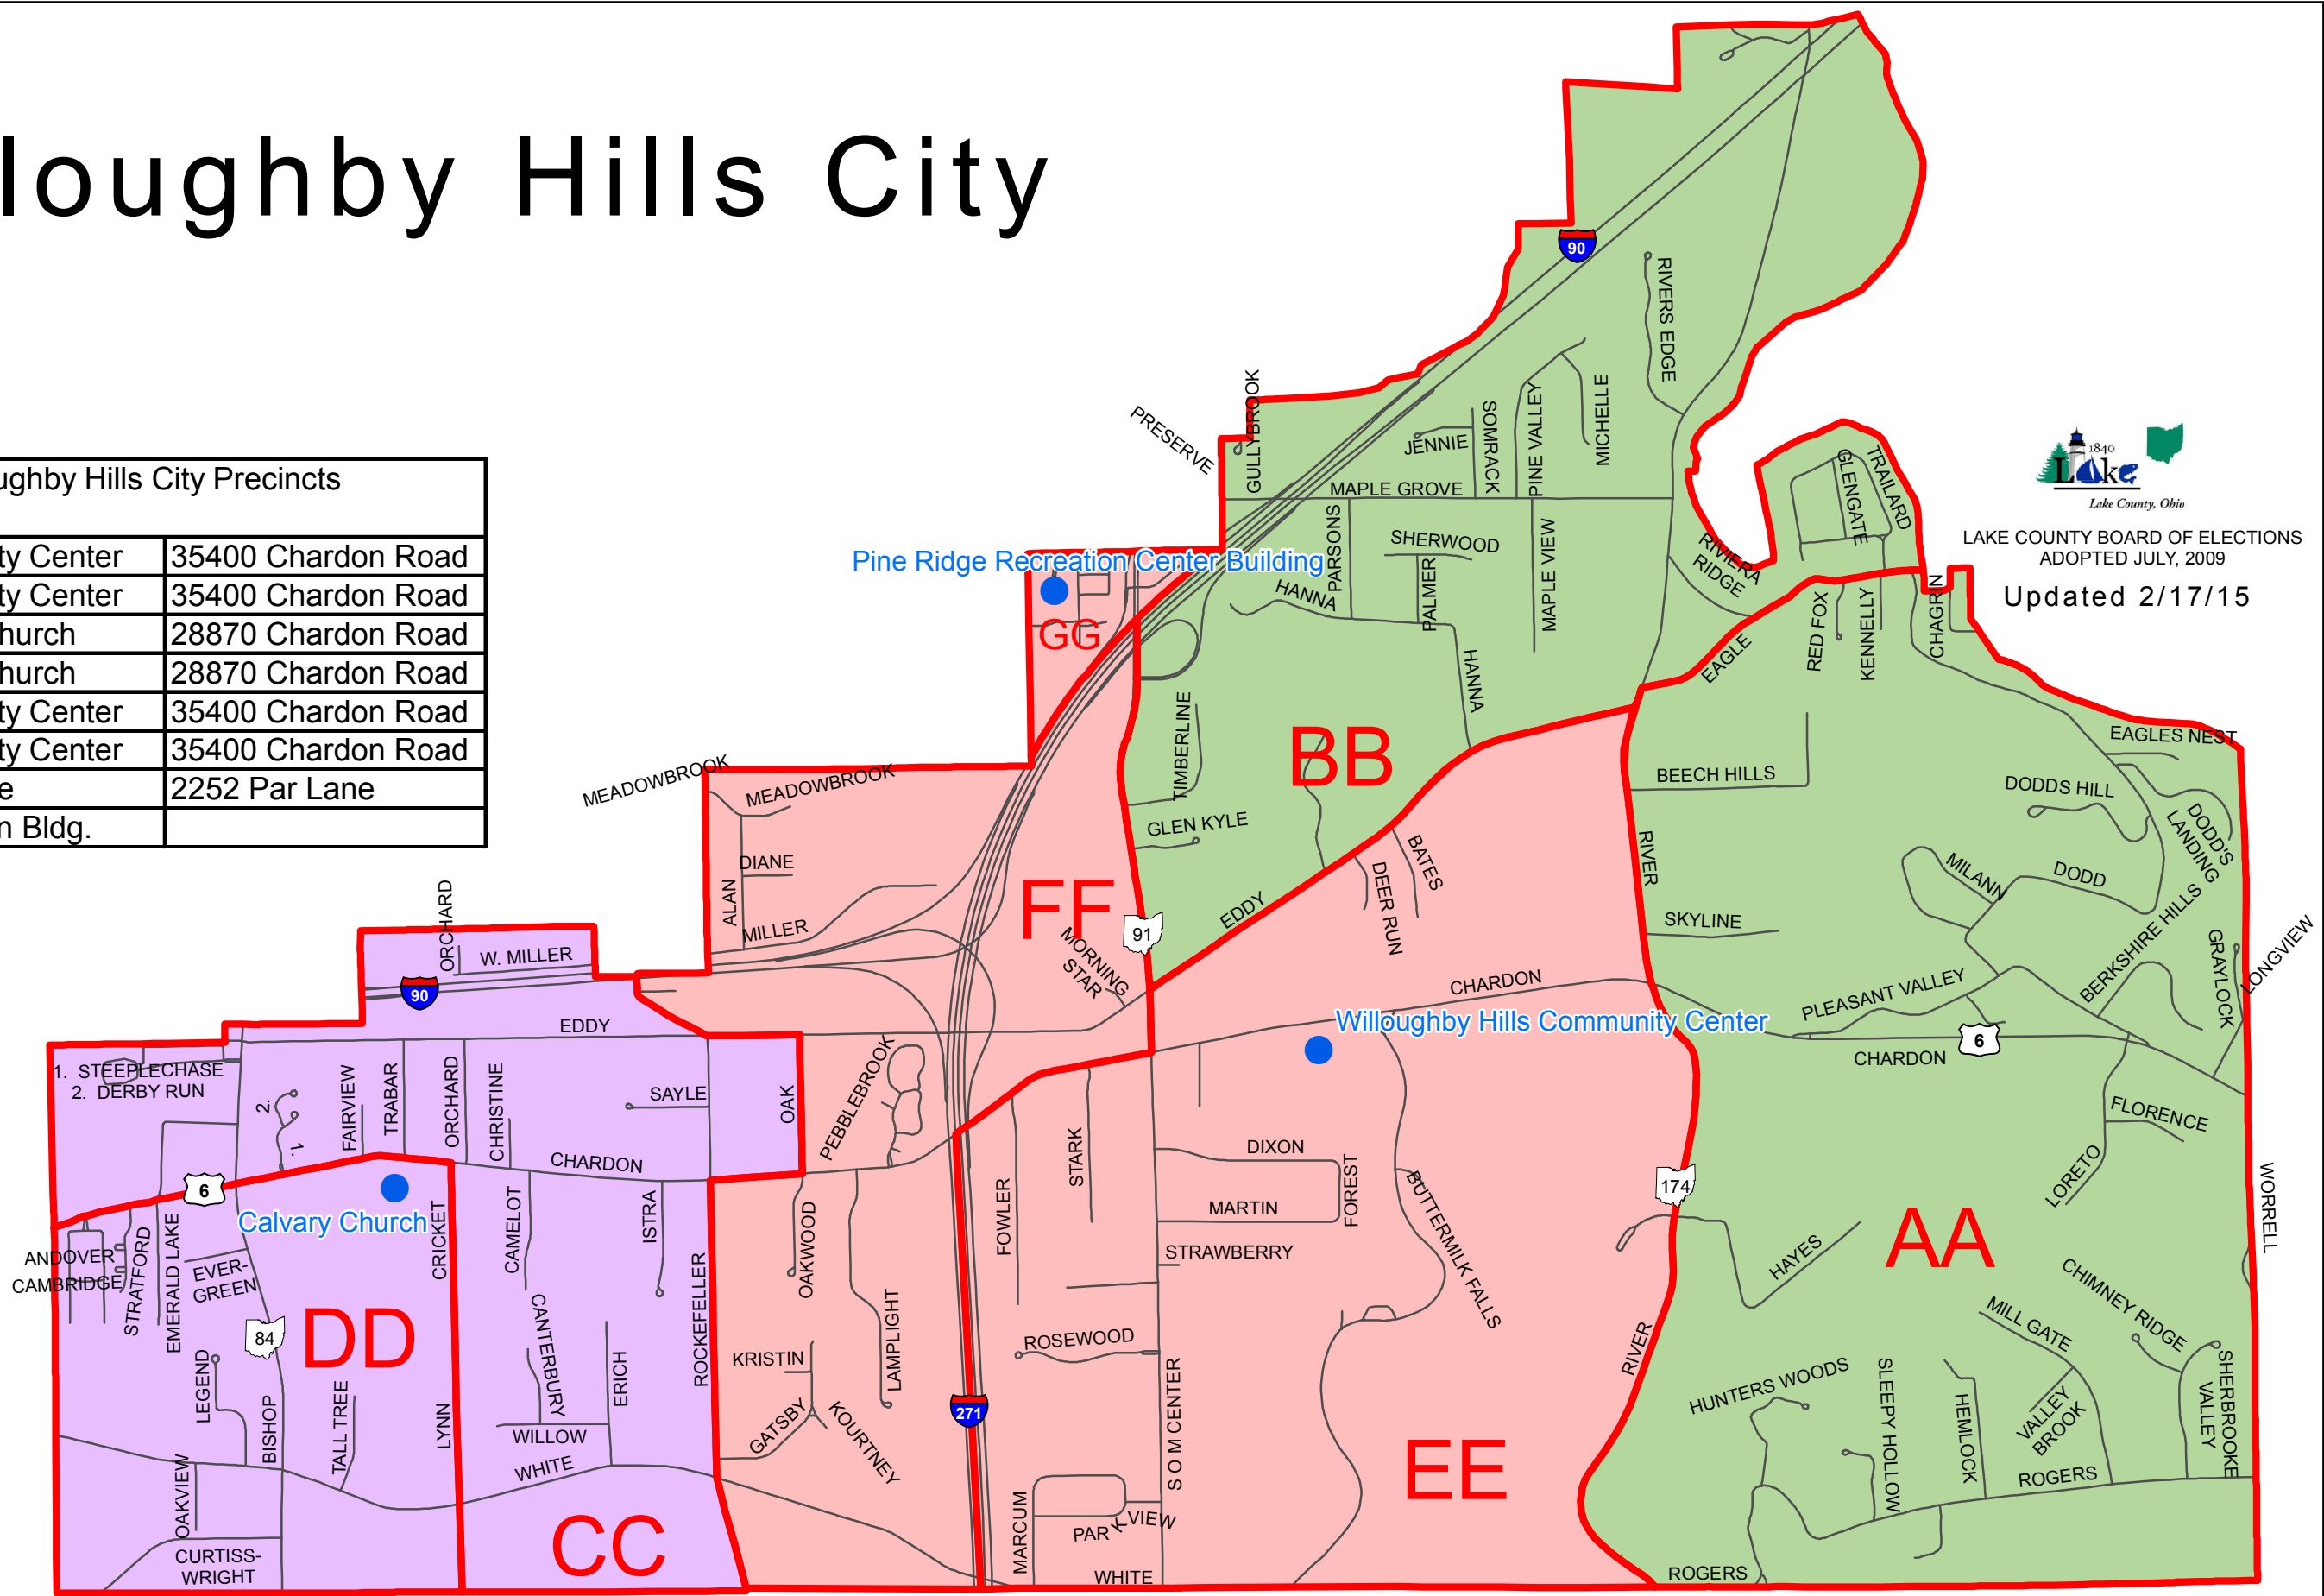 loughby Hills City
ughby Hills City Precincts
ty Center 35400 Chardon Road
ty Center 35400 Chardon Road
hurch 28870 Chardon Road
hurch 28870 Chardon Road
ty Center 35400 Chardon Road
ty Center 35400 Chardon Road
e 2252 Par Lane
n Bldg.
1840
Lake
Lake County, Ohio
LAKE COUNTY BOARD OF ELECTIONS
ADOPTED JULY, 2009
Updated 2/17/15
90
RIVERS EDGE
PRESERVE
GULLYBROOK
JENNIE
SOMRACK
PINE VALLEY
MICHELLE
MAPLE GROVE
PARSONS
SHERWOOD
PALMER
MAPLE VIEW
HANNA
HANNA
RIVIERA
RIDGE
GLENGATE
TRAILARD
Pine Ridge Recreation Center Building
GG
EAGLE
RED FOX
KENNELLY
CHAGRIN
TIMBERLINE
BB
GLEN KYLE
EDDY
EAGLES NEST
BEECH HILLS
DODDS HILL
DODD'S
LANDING
RIVER
MILANN
DODD
SKYLINE
BERKSHIRE HILLS
GRAYLOCK
LONGVIEW
PLEASANT VALLEY
6
CHARDON
MEADOWBROOK
MEADOWBROOK
DIANE
ALAN
MILLER
FF
MORNING
STAR
91
BATES
DEER RUN
CHARDON
Willoughby Hills Community Center
ORCHARD
W. MILLER
90
EDDY
1. STEEPLECHASE
2. DERBY RUN
2.
1.
FAIRVIEW
TRABAR
ORCHARD
CHRISTINE
SAYLE
OAK
PEBBLEBROOK
CHARDON
6
Calvary Church
ANDOVER
CAMBRIDGE
STRATFORD
EMERALD LAKE
EVER-
GREEN
84
DD
CRICKET
CAMELOT
ISTRA
ROCKEFELLER
CANTERBURY
ERICH
LEGEND
BISHOP
TALL TREE
LYNN
WILLOW
WHITE
OAKVIEW
CURTISS-
WRIGHT
CC
OAKWOOD
LAMPLIGHT
KRISTIN
GATSBY
KOURTNEY
271
FOWLER
STARK
DIXON
MARTIN
FOREST
STRAWBERRY
BUTTERMILK FALLS
ROSEWOOD
S O M CENTER
MARCUM
PARK VIEW
WHITE
EE
174
RIVER
FLORENCE
LORETO
WORRELL
AA
HAYES
CHIMNEY RIDGE
MILL GATE
HUNTERS WOODS
SLEEPY HOLLOW
HEMLOCK
VALLEY
BROOK
SHERBROOKE
VALLEY
ROGERS
ROGERS